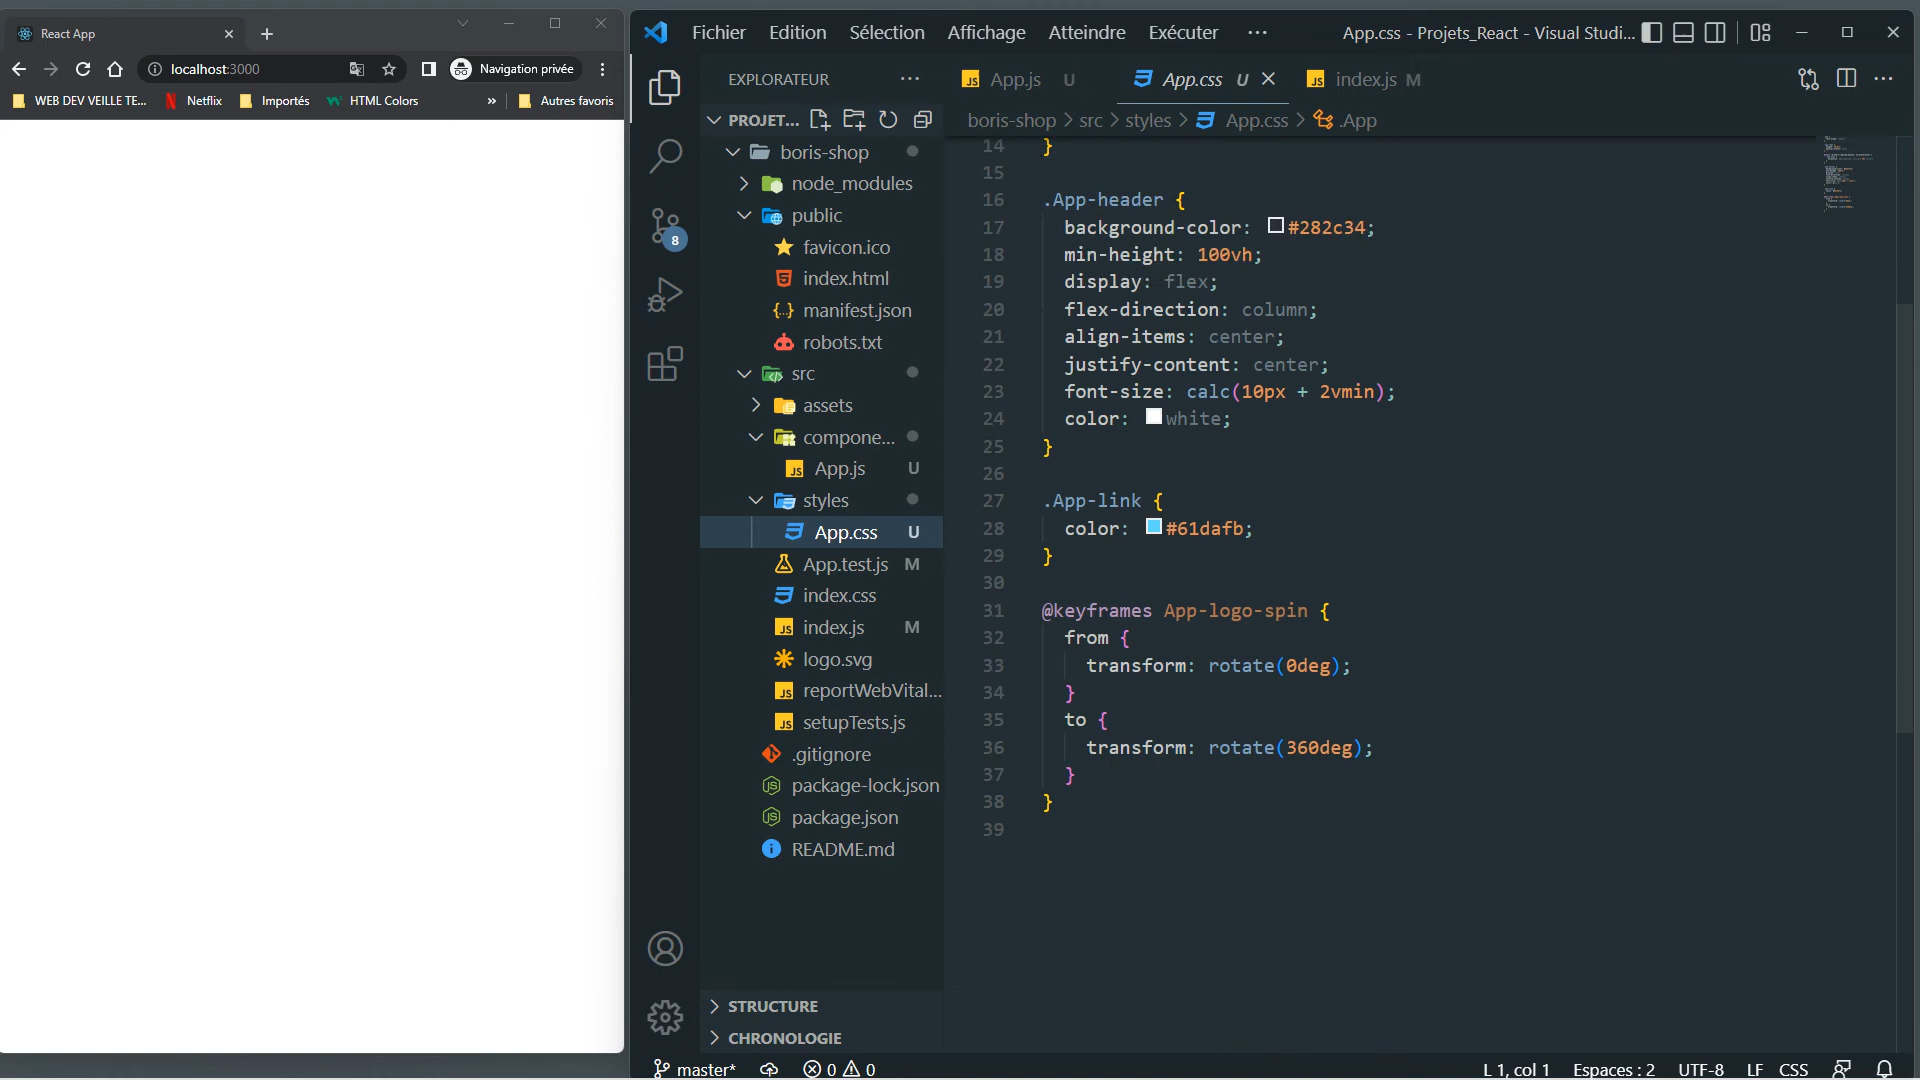 React App
localhost:3000
Navigation privée
WEB DEV VEILLE TE...
Netflix
Importés
HTML Colors
»
Autres favoris
Fichier Edition Sélection Affichage Atteindre Exécuter ···
App.css - Projets_React - Visual Studi...
EXPLORATEUR ···
PROJET...
boris-shop
node_modules
public
favicon.ico
index.html
manifest.json
robots.txt
src
assets
compone...
App.js U
styles
App.css U
App.test.js M
index.css
index.js M
logo.svg
reportWebVital...
setupTests.js
.gitignore
package-lock.json
package.json
README.md
STRUCTURE
CHRONOLOGIE
8
App.js U
App.css U
index.js M
boris-shop > src > styles > App.css > .App
14 }
15
16 .App-header {
17 background-color: #282c34;
18 min-height: 100vh;
19 display: flex;
20 flex-direction: column;
21 align-items: center;
22 justify-content: center;
23 font-size: calc(10px + 2vmin);
24 color: white;
25 }
26
27 .App-link {
28 color: #61dafb;
29 }
30
31 @keyframes App-logo-spin {
32 from {
33 transform: rotate(0deg);
34 }
35 to {
36 transform: rotate(360deg);
37 }
38 }
39
master* 0 0
L 1, col 1 Espaces : 2 UTF-8 LF CSS